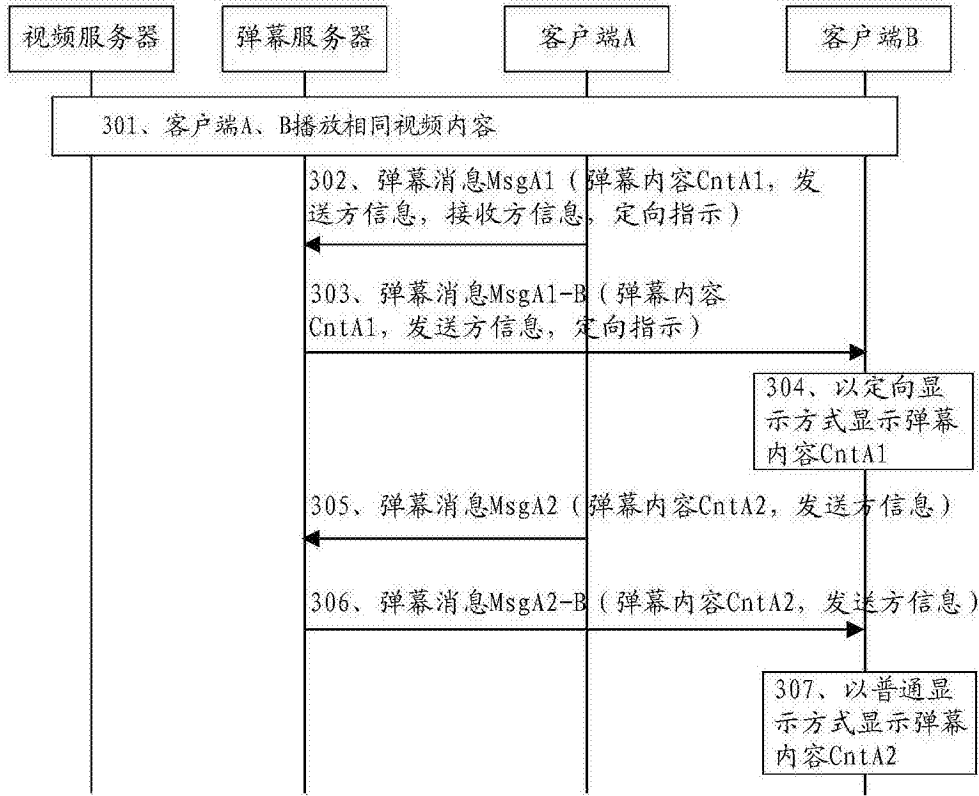 视频服务器
弹幕服务器
客户端A
客户端B
301、客户端A、B播放相同视频内容
302、弹幕消息MsgA1（弹幕内容CntA1，发
送方信息，接收方信息，定向指示）
303、弹幕消息MsgA1-B（弹幕内容
CntA1，发送方信息，定向指示）
304、以定向显
示方式显示弹幕
内容CntA1
305、弹幕消息MsgA2（弹幕内容CntA2，发送方信息）
306、弹幕消息MsgA2-B（弹幕内容CntA2，发送方信息）
307、以普通显
示方式显示弹幕
内容CntA2